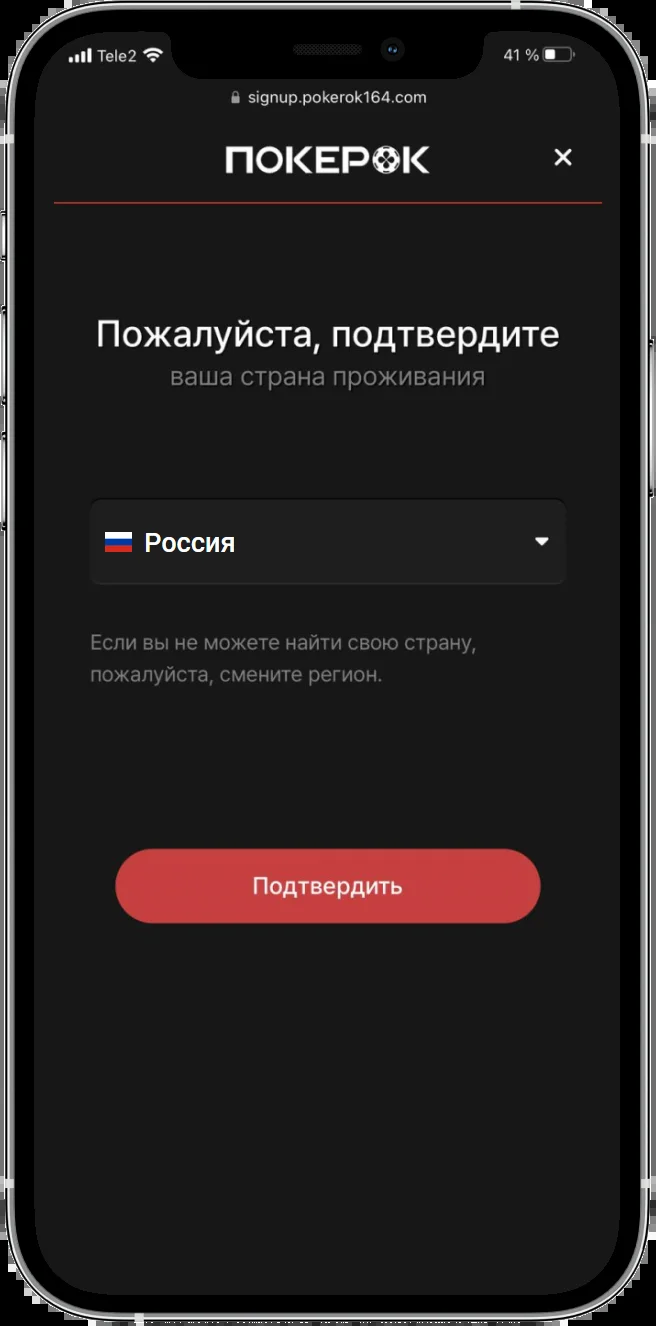 Tele2
41 %
signup.pokerok164.com
ПОКЕРОК
Пожалуйста, подтвердите
ваша страна проживания
Россия
Если вы не можете найти свою страну,
пожалуйста, смените регион.
Подтвердить